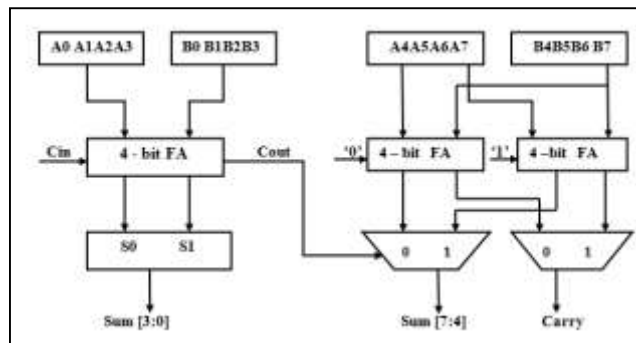 A0 A1A2A3 B0 B1B2B3 A4A5A6A7 B4B5B6 B7
Cin 4 - bit FA Cout '0' 4 – bit FA '1' 4 –bit FA
S0 S1 0 1 0 1
Sum [3:0] Sum [7:4] Carry